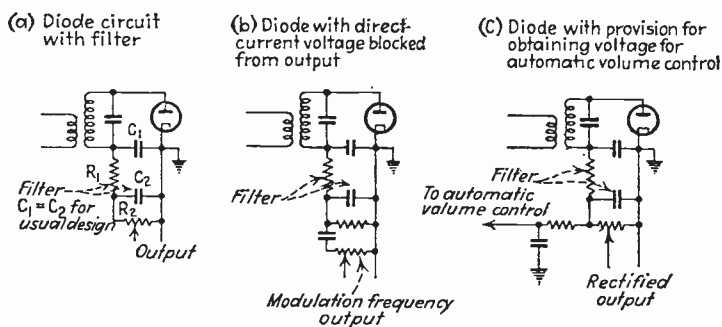 (a) Diode circuit
with filter
C₁
R₁
C₂
Filter
C₁=C₂ for
usual design
R₂
Output
(b) Diode with direct-
current voltage blocked
from output
Filter
Modulation frequency
output
(C) Diode with provision for
obtaining voltage for
automatic volume control
Filter
To automatic
volume control
Rectified
output